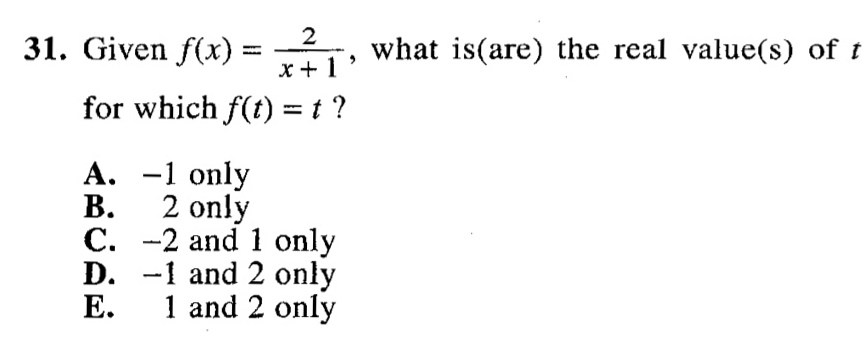 31. Given f(x) = 2/(x + 1), what is(are) the real value(s) of t
for which f(t) = t ?
A. −1 only
B. 2 only
C. −2 and 1 only
D. −1 and 2 only
E. 1 and 2 only